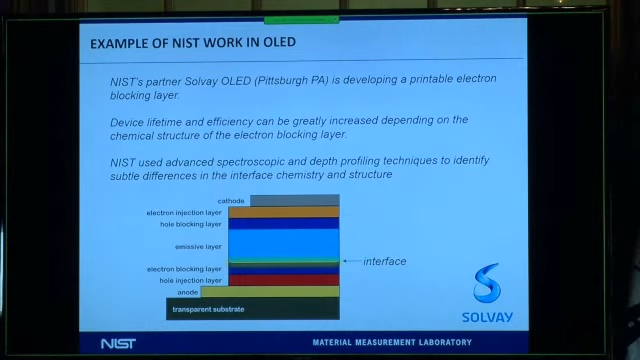 EXAMPLE OF NIST WORK IN OLED
NIST's partner Solvay OLED (Pittsburgh PA) is developing a printable electron
blocking layer.
Device lifetime and efficiency can be greatly increased depending on the
chemical structure of the electron blocking layer.
NIST used advanced spectroscopic and depth profiling techniques to identify
subtle differences in the interface chemistry and structure
cathode
electron injection layer
hole blocking layer
emissive layer
interface
electron blocking layer
hole injection layer
anode
transparent substrate
SOLVAY
NIST
MATERIAL MEASUREMENT LABORATORY